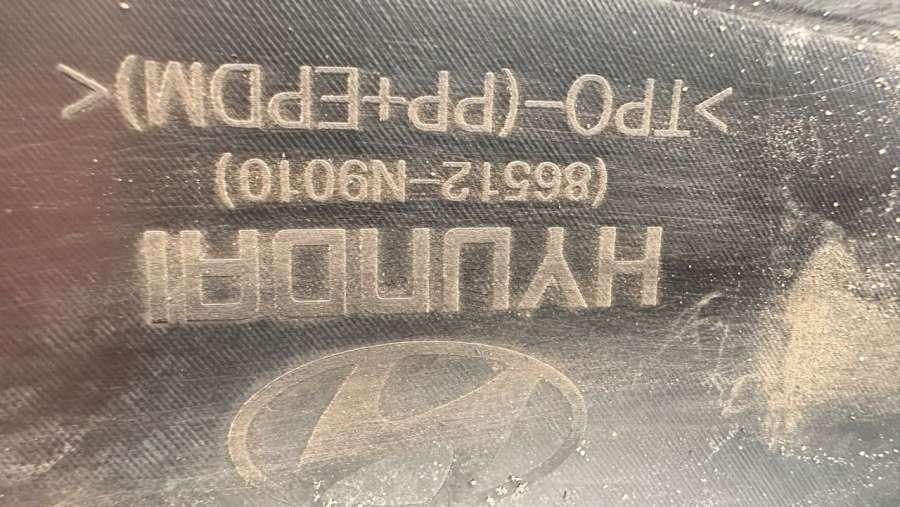 HYUNDAI
(86512-N9010)
>TPO-(PP+EPDM)<